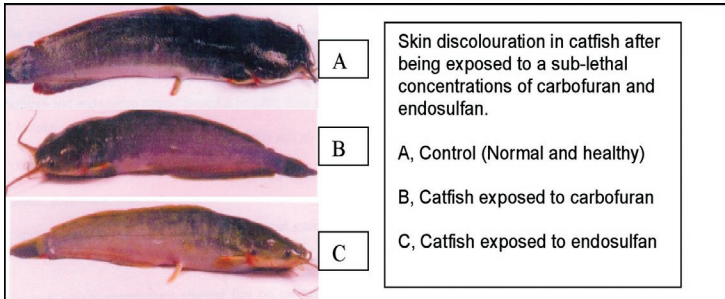 A
B
C
Skin discolouration in catfish after
being exposed to a sub-lethal
concentrations of carbofuran and
endosulfan.
A, Control (Normal and healthy)
B, Catfish exposed to carbofuran
C, Catfish exposed to endosulfan